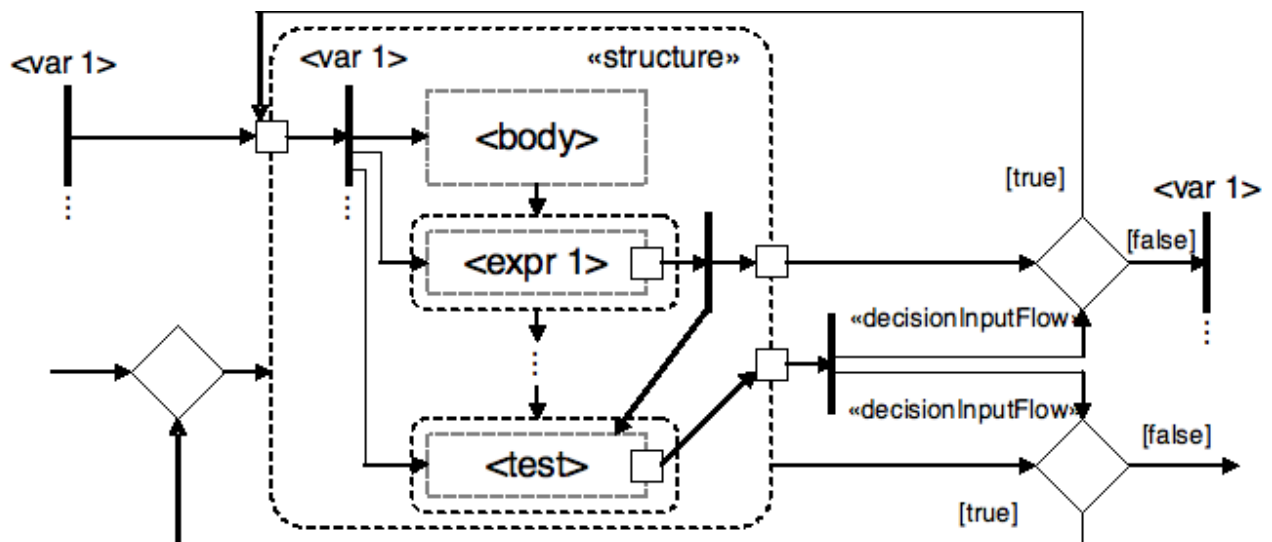 <var 1>
<var 1>
«structure»
<body>
[true]
<var 1>
...
...
[false]
<expr 1>
«decisionInputFlow»
...
...
«decisionInputFlow»
[false]
<test>
[true]